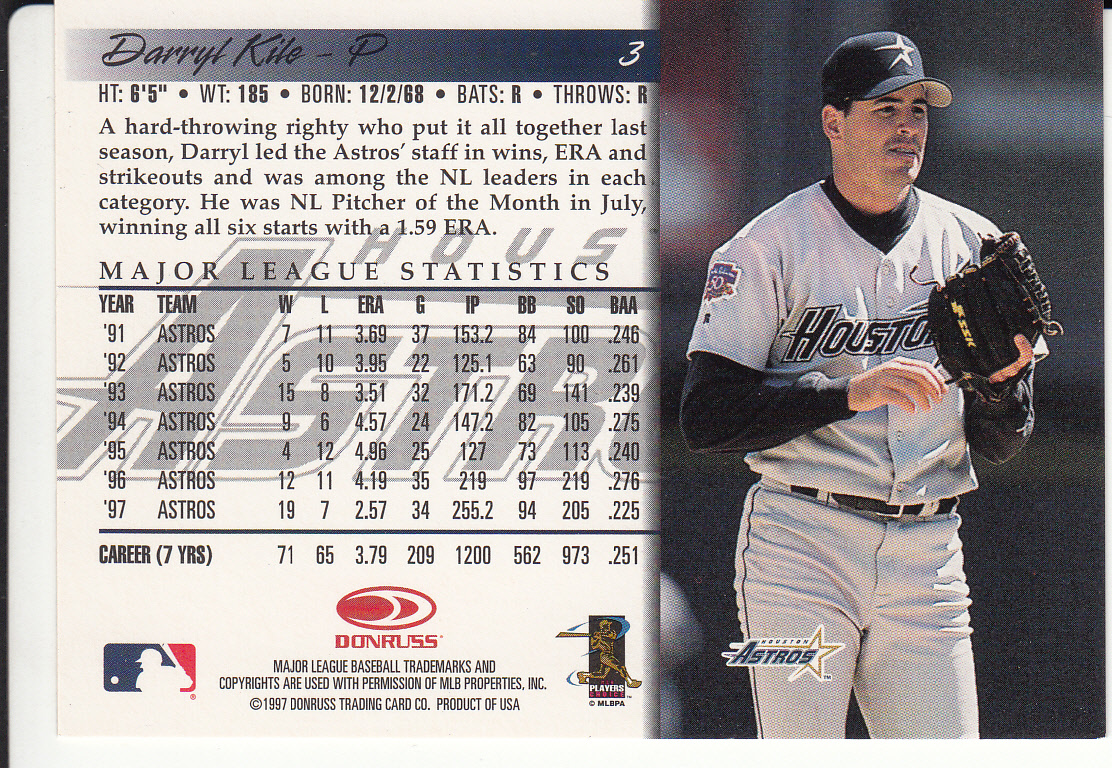 Darryl Kile - P 3
HT: 6'5" • WT: 185 • BORN: 12/2/68 • BATS: R • THROWS: R
A hard-throwing righty who put it all together last
season, Darryl led the Astros' staff in wins, ERA and
strikeouts and was among the NL leaders in each
category. He was NL Pitcher of the Month in July,
winning all six starts with a 1.59 ERA.
HOUS
ASTR
MAJOR LEAGUE STATISTICS
YEAR TEAM W L ERA G IP BB SO BAA
'91 ASTROS 7 11 3.69 37 153.2 84 100 .246
'92 ASTROS 5 10 3.95 22 125.1 63 90 .261
'93 ASTROS 15 8 3.51 32 171.2 69 141 .239
'94 ASTROS 9 6 4.57 24 147.2 82 105 .275
'95 ASTROS 4 12 4.96 25 127 73 113 .240
'96 ASTROS 12 11 4.19 35 219 97 219 .276
'97 ASTROS 19 7 2.57 34 255.2 94 205 .225
CAREER (7 YRS) 71 65 3.79 209 1200 562 973 .251
DONRUSS
MAJOR LEAGUE BASEBALL TRADEMARKS AND
COPYRIGHTS ARE USED WITH PERMISSION OF MLB PROPERTIES, INC.
©1997 DONRUSS TRADING CARD CO. PRODUCT OF USA
PLAYERS
CHOICE
© MLBPA
HOUSTON
50
HOUSTON
ASTROS
TM